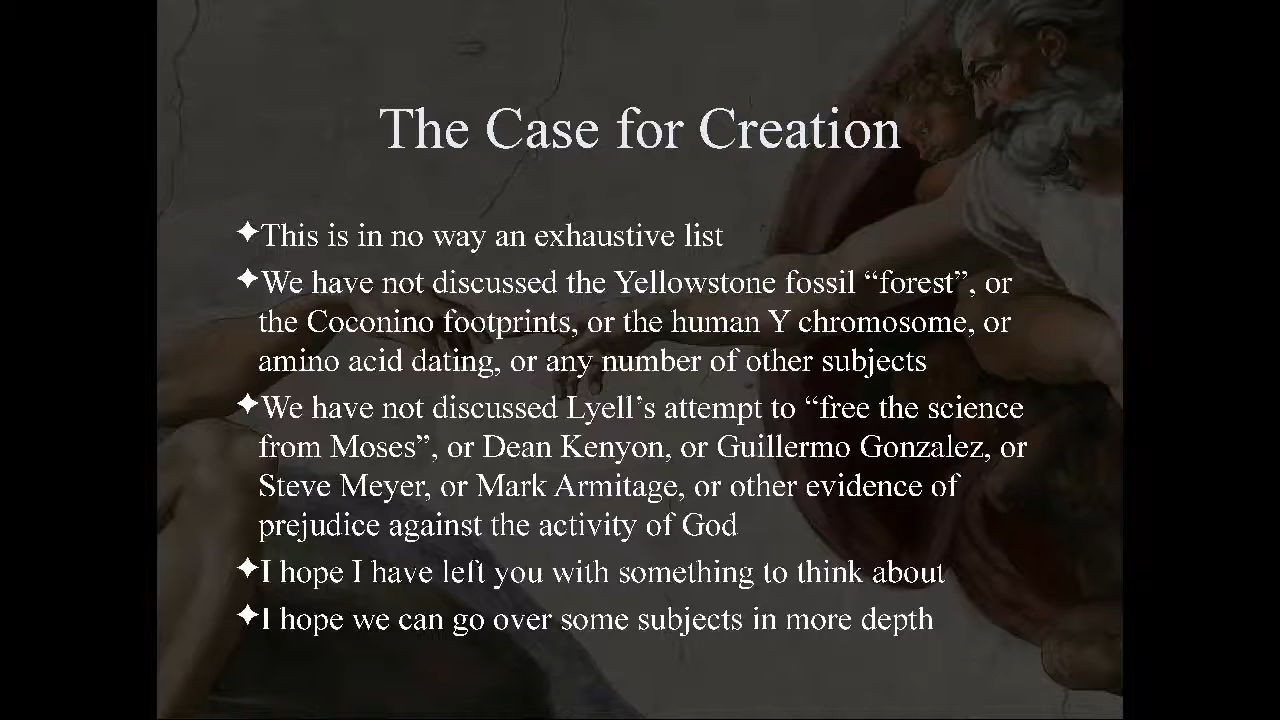 The Case for Creation
✦This is in no way an exhaustive list
✦We have not discussed the Yellowstone fossil “forest”, or
the Coconino footprints, or the human Y chromosome, or
amino acid dating, or any number of other subjects
✦We have not discussed Lyell’s attempt to “free the science
from Moses”, or Dean Kenyon, or Guillermo Gonzalez, or
Steve Meyer, or Mark Armitage, or other evidence of
prejudice against the activity of God
✦I hope I have left you with something to think about
✦I hope we can go over some subjects in more depth